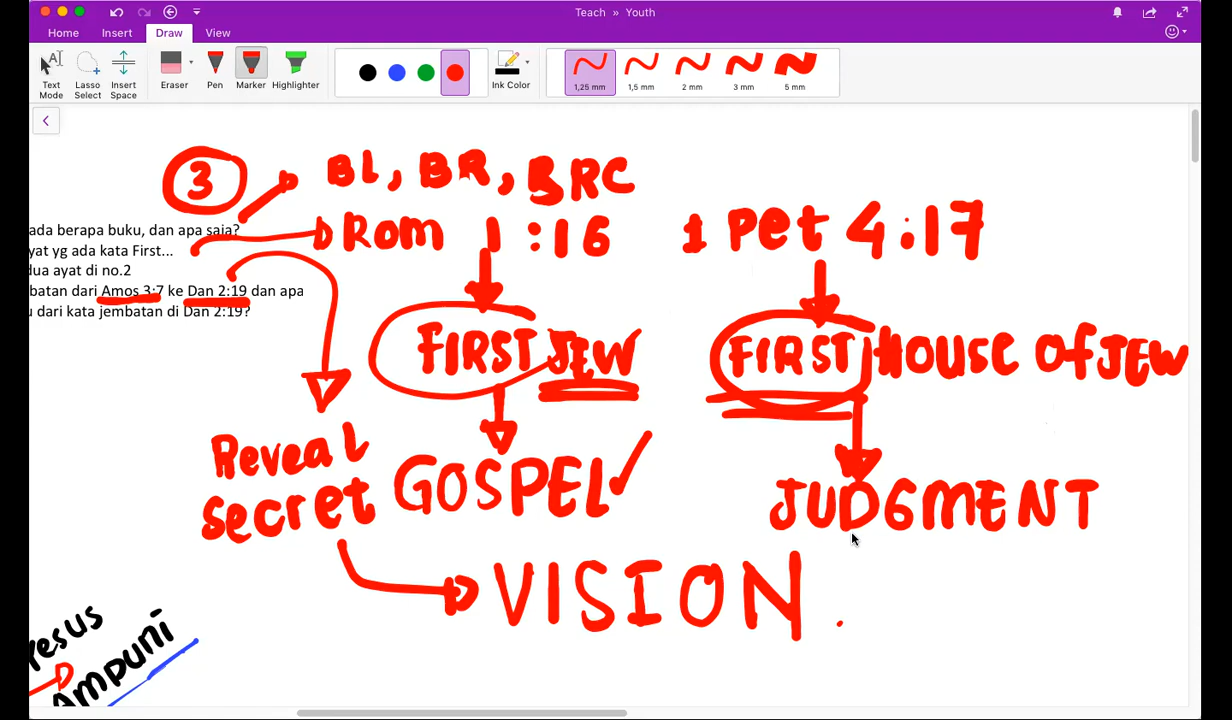 Teach » Youth
Home Insert Draw View
Text Mode
Lasso Select
Insert Space
Eraser
Pen
Marker
Highlighter
Ink Color
1,25 mm
1,5 mm
2 mm
3 mm
5 mm
3 BL, BR, BRC
ada berapa buku, dan apa saia?
Rom 1:16 1 Pet 4:17
yat yg ada kata First...
dua ayat di no.2
batan dari Amos 3:7 ke Dan 2:19 dan apa
u dari kata jembatan di Dan 2:19?
FIRST JEW FIRST HOUSE of JEW
Reveal secret
GOSPEL JUDGMENT
VISION.
Yesus
Ampuni